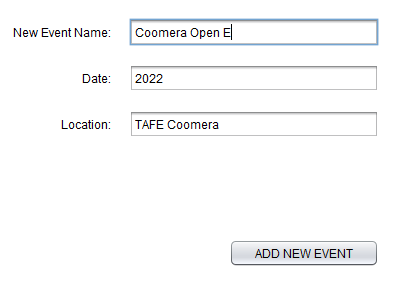 New Event Name: Coomera Open E
Date: 2022
Location: TAFE Coomera
ADD NEW EVENT